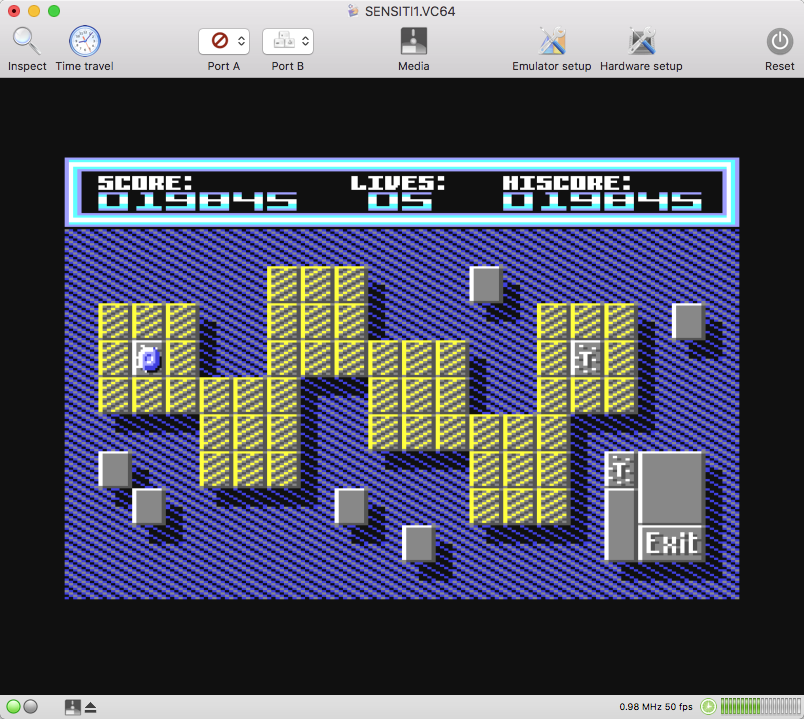 SENSITI1.VC64
Inspect Time travel Port A Port B Media Emulator setup Hardware setup Reset
SCORE: LIVES: HISCORE:
019845 05 019845
T
T
Exit
0.98 MHz 50 fps